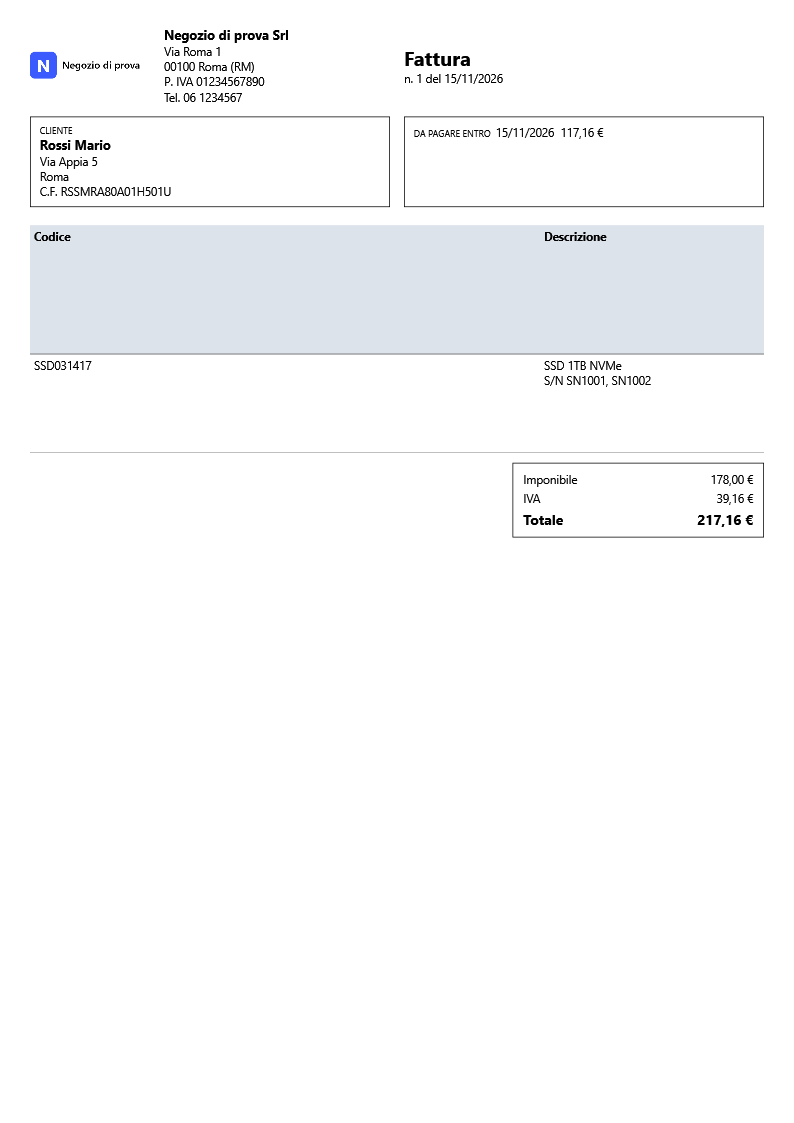 Negozio di prova
Negozio di prova Srl
Via Roma 1
00100 Roma (RM)
P. IVA 01234567890
Tel. 06 1234567
Fattura
n. 1 del 15/11/2026
CLIENTE
Rossi Mario
Via Appia 5
Roma
C.F. RSSMRA80A01H501U
DA PAGARE ENTRO 15/11/2026 117,16 €
Codice Descrizione
SSD031417 SSD 1TB NVMe
S/N SN1001, SN1002
Imponibile 178,00 €
IVA 39,16 €
Totale 217,16 €